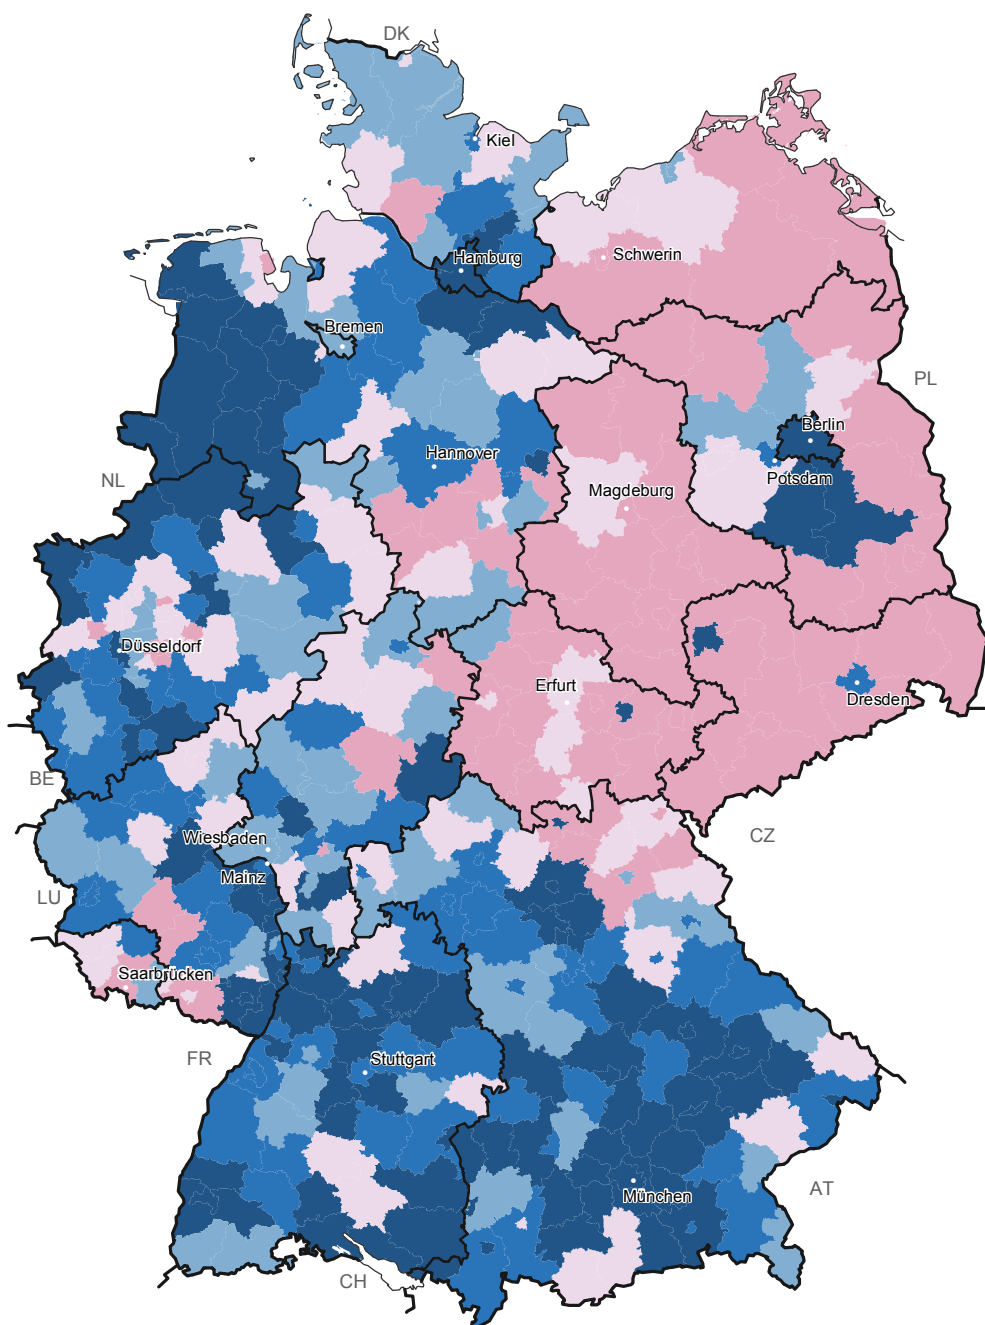 DK
Kiel
Schwerin
Hamburg
Bremen
PL
Berlin
Hannover
Potsdam
NL
Magdeburg
Düsseldorf
Erfurt
Dresden
BE
CZ
Wiesbaden
Mainz
LU
Saarbrücken
FR
Stuttgart
AT
München
CH